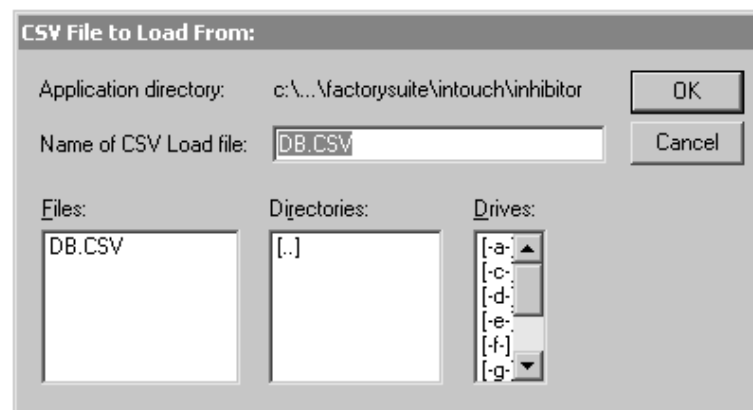 CSV File to Load From:
Application directory: c:\...\factorysuite\intouch\inhibitor
OK
Name of CSV Load file: DB.CSV
Cancel
Files:
Directories:
Drives:
DB.CSV
[..]
[-a-]
[-c-]
[-d-]
[-e-]
[-f-]
[-g-]